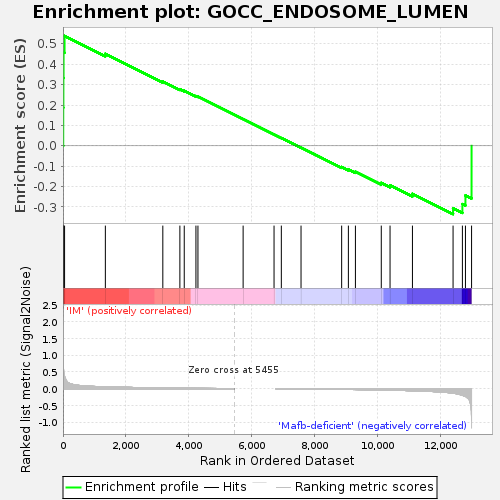 Enrichment plot: GOCC_ENDOSOME_LUMEN
Enrichment score (ES)
0.5
0.4
0.3
0.2
0.1
0.0
-0.1
-0.2
-0.3
'IM' (positively correlated)
Ranked list metric (Signal2Noise)
2.5
2.0
1.5
1.0
0.5
0.0
-0.5
-1.0
Zero cross at 5455
'Mafb-deficient' (negatively correlated)
0 2,000 4,000 6,000 8,000 10,000 12,000
Rank in Ordered Dataset
Enrichment profile Hits Ranking metric scores